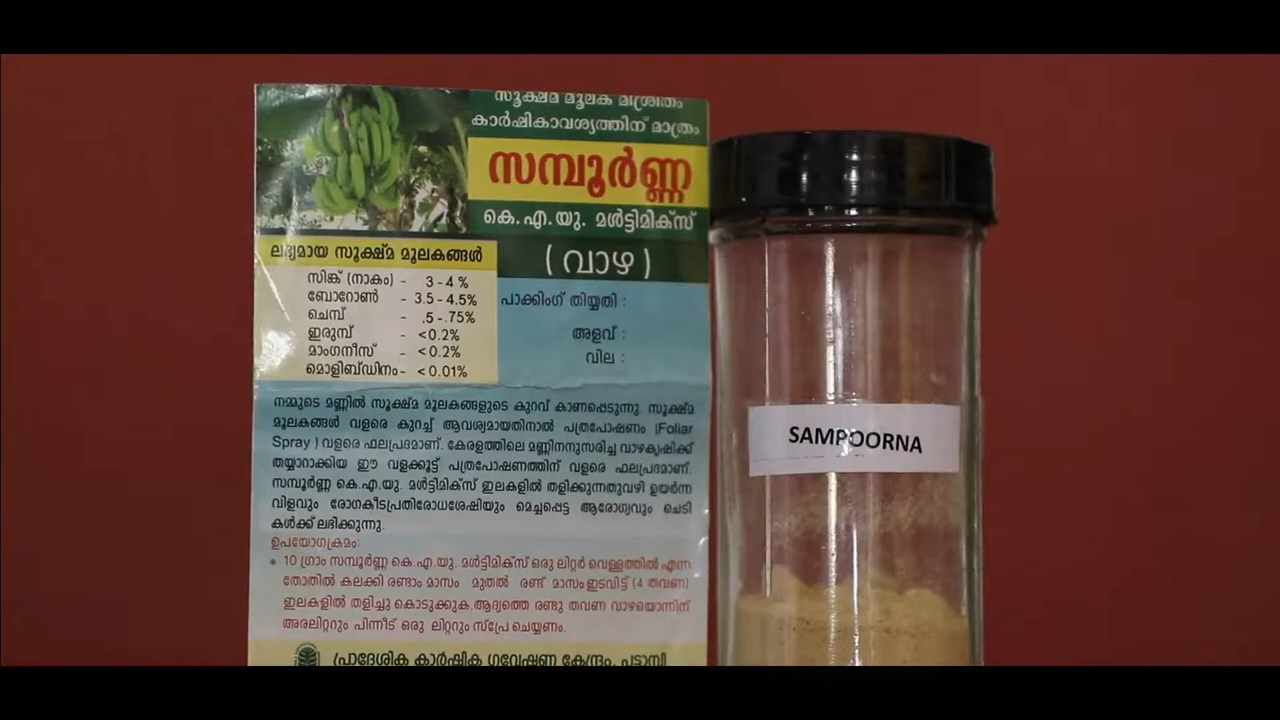 സൂക്ഷ്മ മൂലക മിശ്രിതം
കാർഷികാവശ്യത്തിന് മാത്രം
സമ്പൂർണ്ണ
കെ.എ.യു. മൾട്ടിമിക്സ്
(വാഴ)
ലഭ്യമായ സൂക്ഷ്മ മൂലകങ്ങൾ
സിങ്ക് (നാകം) - 3 - 4 %
ബോറോൺ - 3.5 - 4.5%
ചെമ്പ് - .5 -.75%
ഇരുമ്പ് - <0.2%
മാംഗനീസ് - <0.2%
മൊളിബ്ഡിനം - <0.01%
പാക്കിംഗ് തിയ്യതി :
അളവ് :
വില :
നമ്മുടെ മണ്ണിൽ സൂക്ഷ്മ മൂലകങ്ങളുടെ കുറവ് കാണപ്പെടുന്നു. സൂക്ഷ്മ
മൂലകങ്ങൾ വളരെ കുറച്ച് ആവശ്യമായതിനാൽ പത്രപോഷണം (Foliar
Spray ) വളരെ ഫലപ്രദമാണ്. കേരളത്തിലെ മണ്ണിനനുസരിച്ച വാഴകൃഷിക്ക്
തയ്യാറാക്കിയ ഈ വളക്കൂട്ട് പത്രപോഷണത്തിന് വളരെ ഫലപ്രദമാണ്.
സമ്പൂർണ്ണ കെ.എ.യു. മൾട്ടിമിക്സ് ഇലകളിൽ തളിക്കുന്നതുവഴി ഉയർന്ന
വിളവും രോഗകീടപ്രതിരോധശേഷിയും മെച്ചപ്പെട്ട ആരോഗ്യവും ചെടി
കൾക്ക് ലഭിക്കുന്നു.
ഉപയോഗക്രമം:
• 10 ഗ്രാം സമ്പൂർണ്ണ കെ.എ.യു. മൾട്ടിമിക്സ് ഒരു ലിറ്റർ വെള്ളത്തിൽ എന്ന
തോതിൽ കലക്കി രണ്ടാം മാസം മുതൽ രണ്ട് മാസം ഇടവിട്ട് (4 തവണ)
ഇലകളിൽ തളിച്ചു കൊടുക്കുക.ആദ്യത്തെ രണ്ടു തവണ വാഴയൊന്നിന്
അരലിറ്ററും പിന്നീട് ഒരു ലിറ്ററും സ്പ്രേ ചെയ്യണം.
പ്രാദേശിക കാർഷിക ഗവേഷണ കേന്ദ്രം, പട്ടാമ്പി
SAMPOORNA